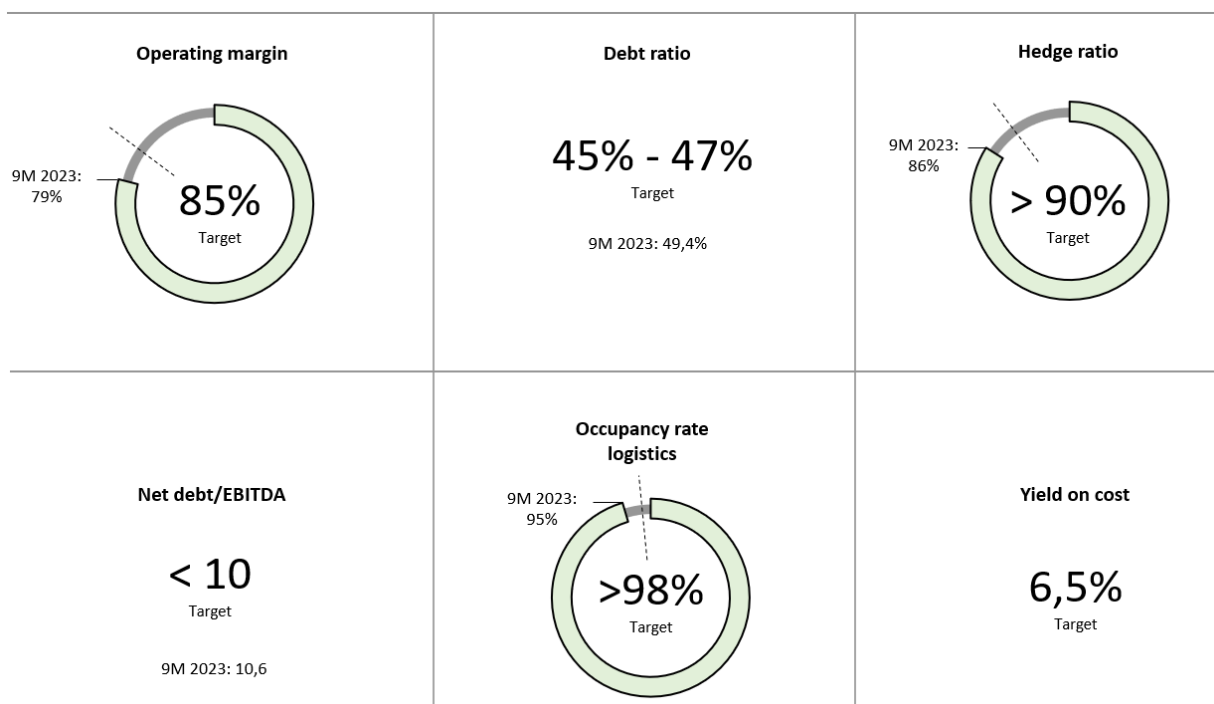 Operating margin
9M 2023:
79%
85%
Target
Debt ratio
45% - 47%
Target
9M 2023: 49,4%
Hedge ratio
9M 2023:
86%
> 90%
Target
Net debt/EBITDA
< 10
Target
9M 2023: 10,6
Occupancy rate
logistics
9M 2023:
95%
>98%
Target
Yield on cost
6,5%
Target